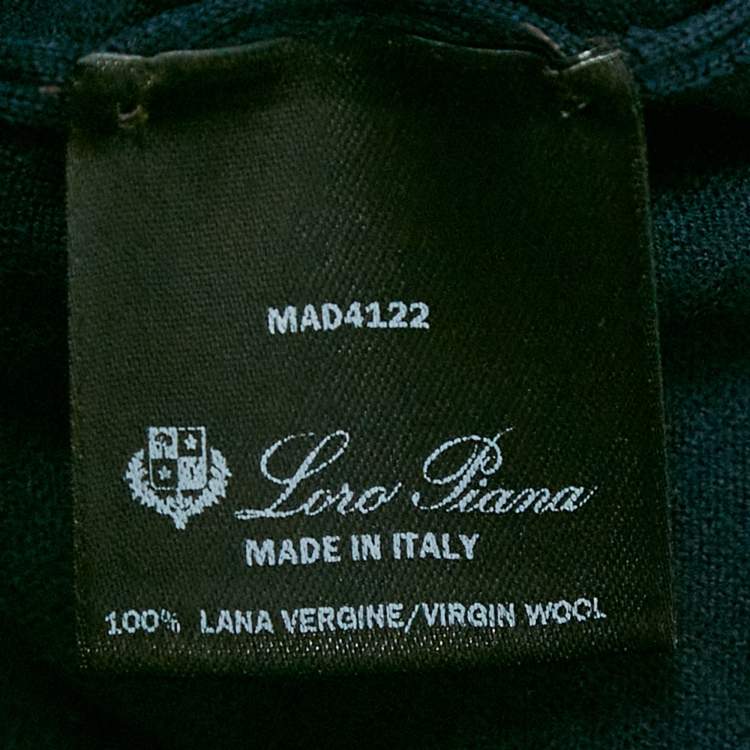 MAD4122
Loro Piana
MADE IN ITALY
100% LANA VERGINE/VIRGIN WOOL